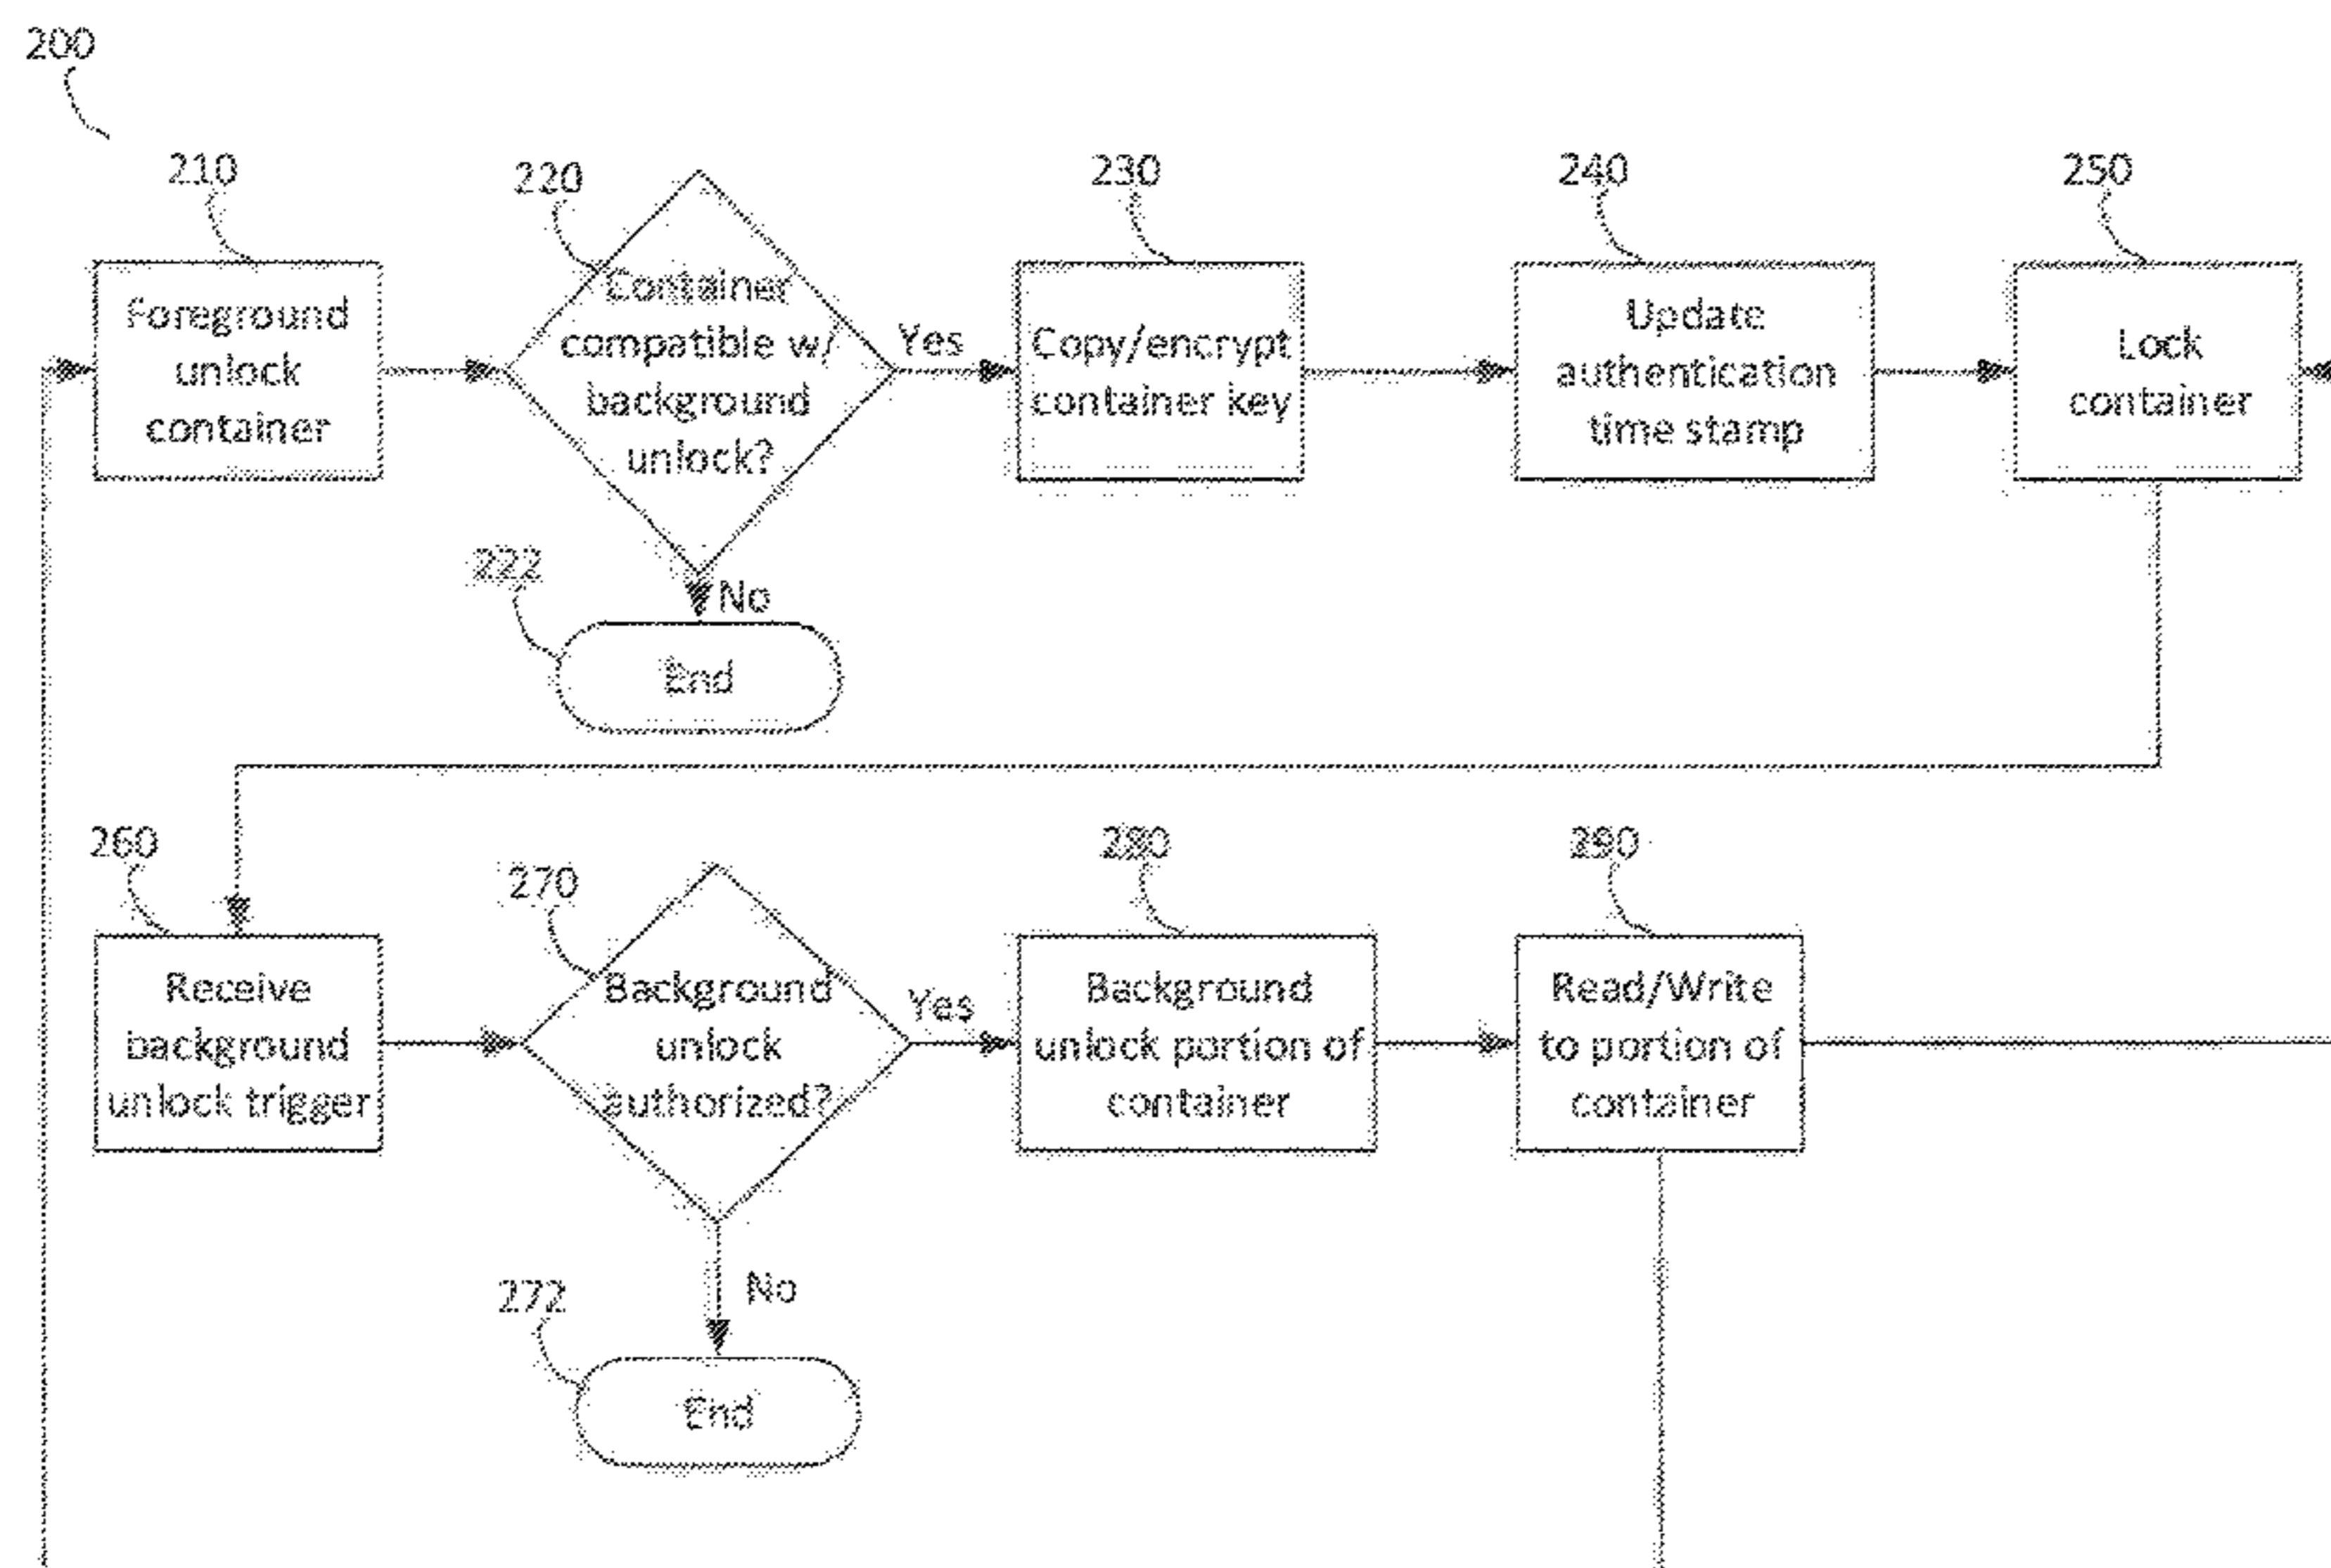 200
210
220
230
240
250
Foreground
unlock
container
Container
compatible w/
background
unlock?
Yes
Copy/encrypt
container key
Update
authentication
time stamp
Lock
container
222
No
End
260
270
280
290
Receive
background
unlock trigger
Background
unlock
authorized?
Yes
Background
unlock portion of
container
Read/Write
to portion of
container
272
No
End